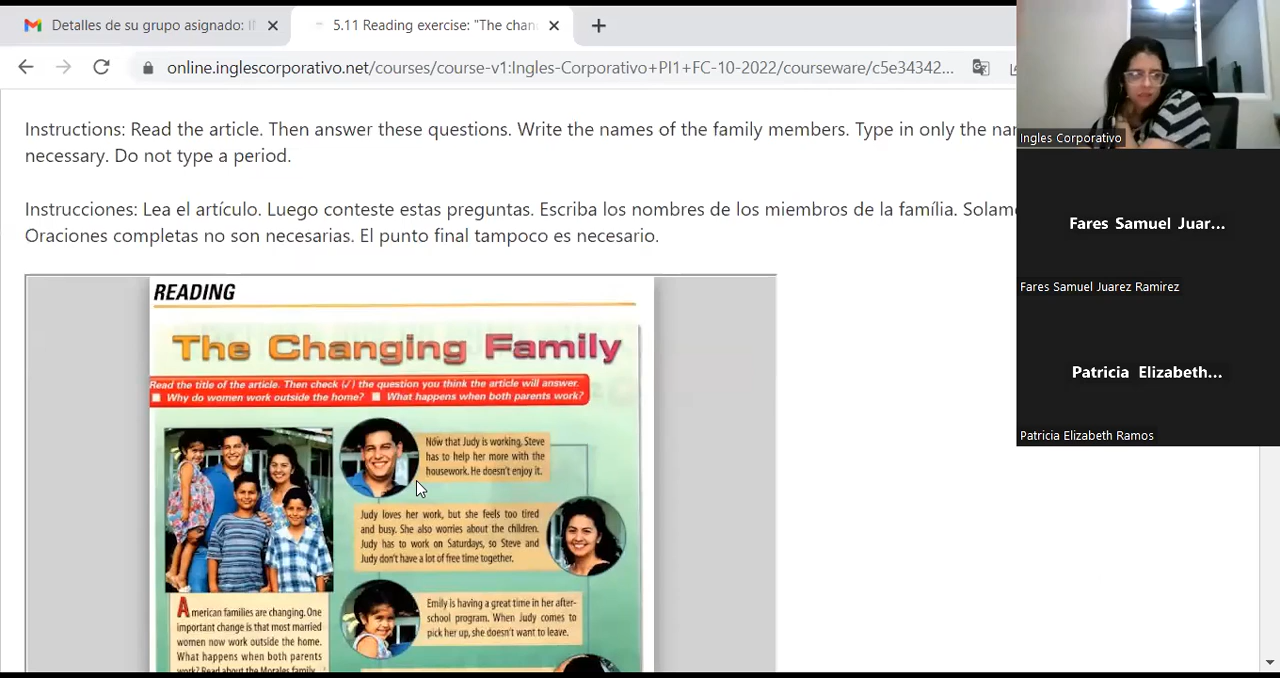 Detalles de su grupo asignado: I
5.11 Reading exercise: "The chan
online.inglescorporativo.net/courses/course-v1:Ingles-Corporativo+PI1+FC-10-2022/courseware/c5e34342...
Instructions: Read the article. Then answer these questions. Write the names of the family members. Type in only the
necessary. Do not type a period.
Instrucciones: Lea el artículo. Luego conteste estas preguntas. Escriba los nombres de los miembros de la família.
Oraciones completas no son necesarias. El punto final tampoco es necesario.
READING
The Changing Family
Read the title of the article. Then check (√) the question you think the article will answer.
Why do women work outside the home? What happens when both parents work?
Now that Judy is working, Steve
has to help her more with the
housework. He doesn't enjoy it.
Judy loves her work, but she feels too tired
and busy. She also worries about the children.
Judy has to work on Saturdays, so Steve and
Judy don't have a lot of free time together.
Emily is having a great time in her after-
school program. When Judy comes to
pick her up, she doesn't want to leave.
American families are changing. One
important change is that most married
women now work outside the home.
What happens when both parents
work? Read about the Morales family.
Ingles Corporativo
Fares Samuel Juar...
Fares Samuel Juarez Ramirez
Patricia Elizabeth...
Patricia Elizabeth Ramos